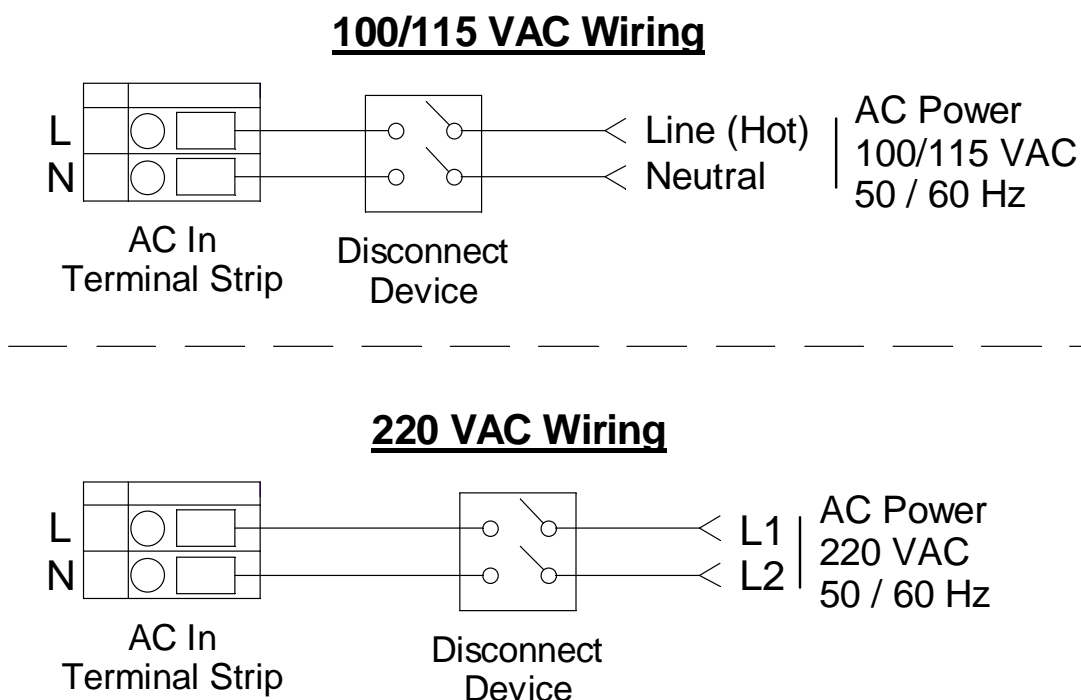 100/115 VAC Wiring
L
N
Line (Hot)
Neutral
AC Power
100/115 VAC
50 / 60 Hz
AC In
Terminal Strip
Disconnect
Device
220 VAC Wiring
L
N
L1
L2
AC Power
220 VAC
50 / 60 Hz
AC In
Terminal Strip
Disconnect
Device